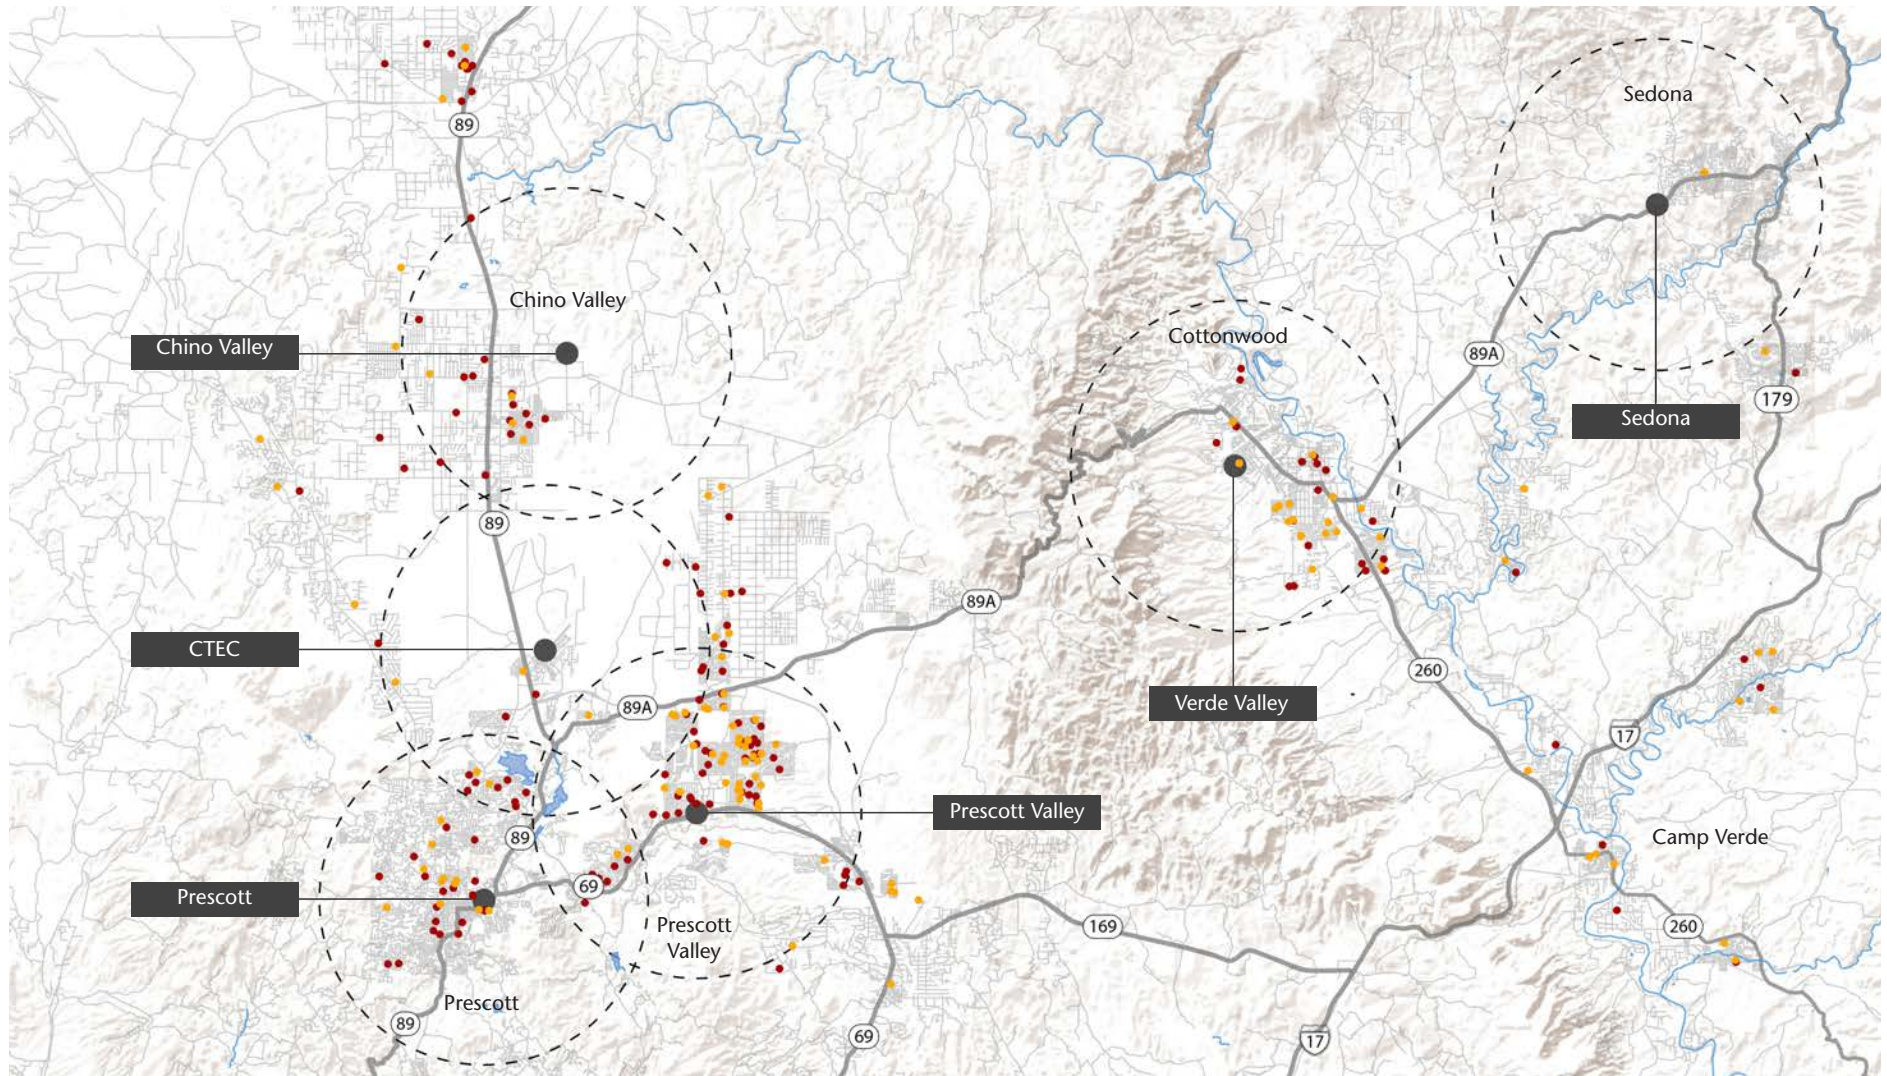 Sedona
89
Chino Valley
Chino Valley
Cottonwood
89A
179
Sedona
89
89A
CTEC
260
Verde Valley
89A
17
Prescott Valley
89
Camp Verde
69
Prescott
Prescott
Valley
169
260
Prescott
89
69
17